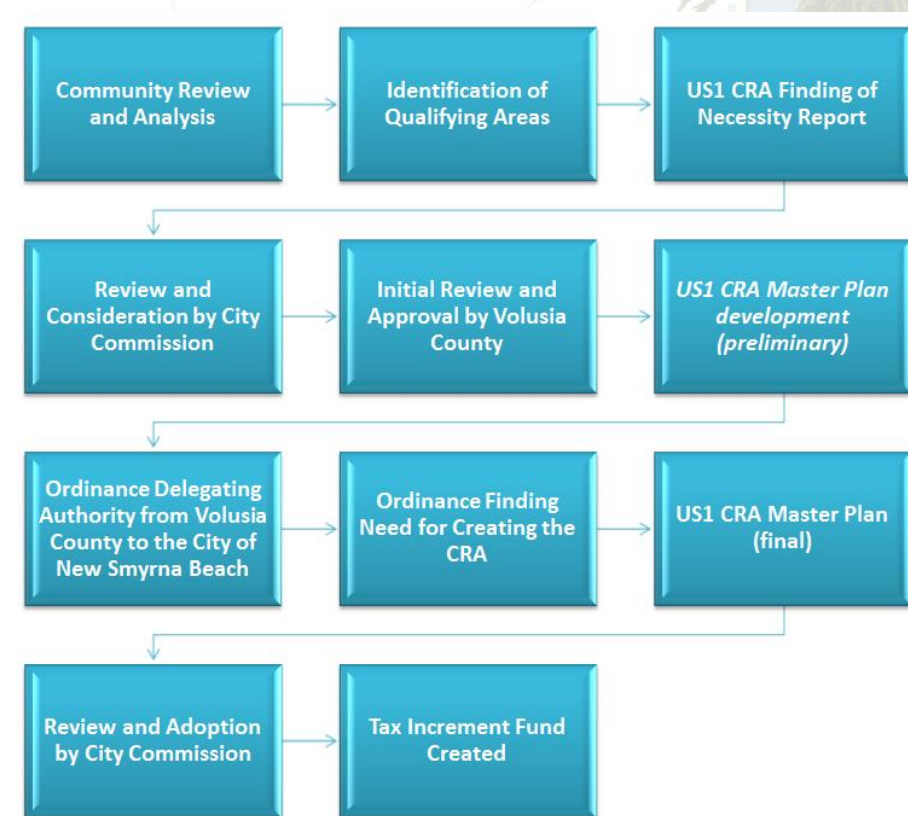 Community Review
and Analysis
Identification of
Qualifying Areas
US1 CRA Finding of
Necessity Report
Review and
Consideration by City
Commission
Initial Review and
Approval by Volusia
County
US1 CRA Master Plan
development
(preliminary)
Ordinance Delegating
Authority from Volusia
County to the City of
New Smyrna Beach
Ordinance Finding
Need for Creating the
CRA
US1 CRA Master Plan
(final)
Review and Adoption
by City Commission
Tax Increment Fund
Created